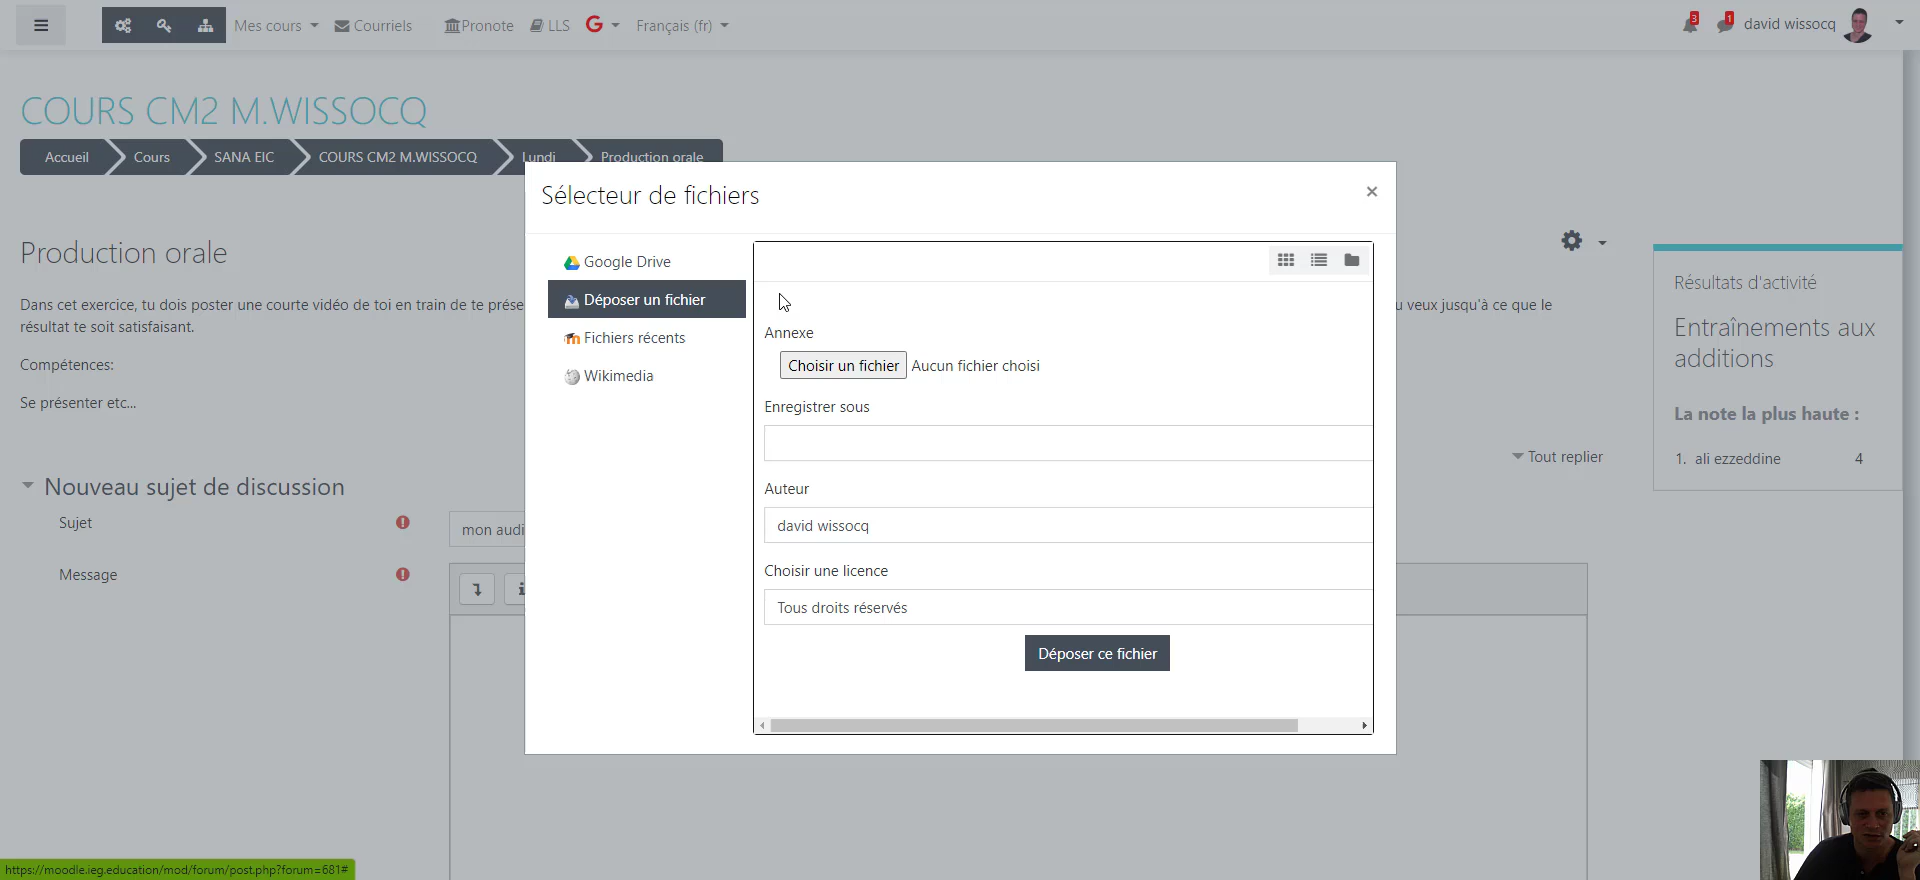 Mes cours
Courriels
Pronote
LLS
Français (fr)
3
1
david wissocq
COURS CM2 M.WISSOCQ
Accueil
Cours
SANA EIC
COURS CM2 M.WISSOCQ
Lundi
Production orale
Sélecteur de fichiers
×
Google Drive
Déposer un fichier
Fichiers récents
Wikimedia
Annexe
Choisir un fichier
Aucun fichier choisi
Enregistrer sous
Auteur
david wissocq
Choisir une licence
Tous droits réservés
Déposer ce fichier
Production orale
Dans cet exercice, tu dois poster une courte vidéo de toi en train de te prése
u veux jusqu'à ce que le
résultat te soit satisfaisant.
Compétences:
Se présenter etc...
Tout replier
Nouveau sujet de discussion
Sujet
mon audi
Message
Résultats d'activité
Entraînements aux
additions
La note la plus haute :
1. ali ezzeddine 4
https://moodle.ieg.education/mod/forum/post.php?forum=681#